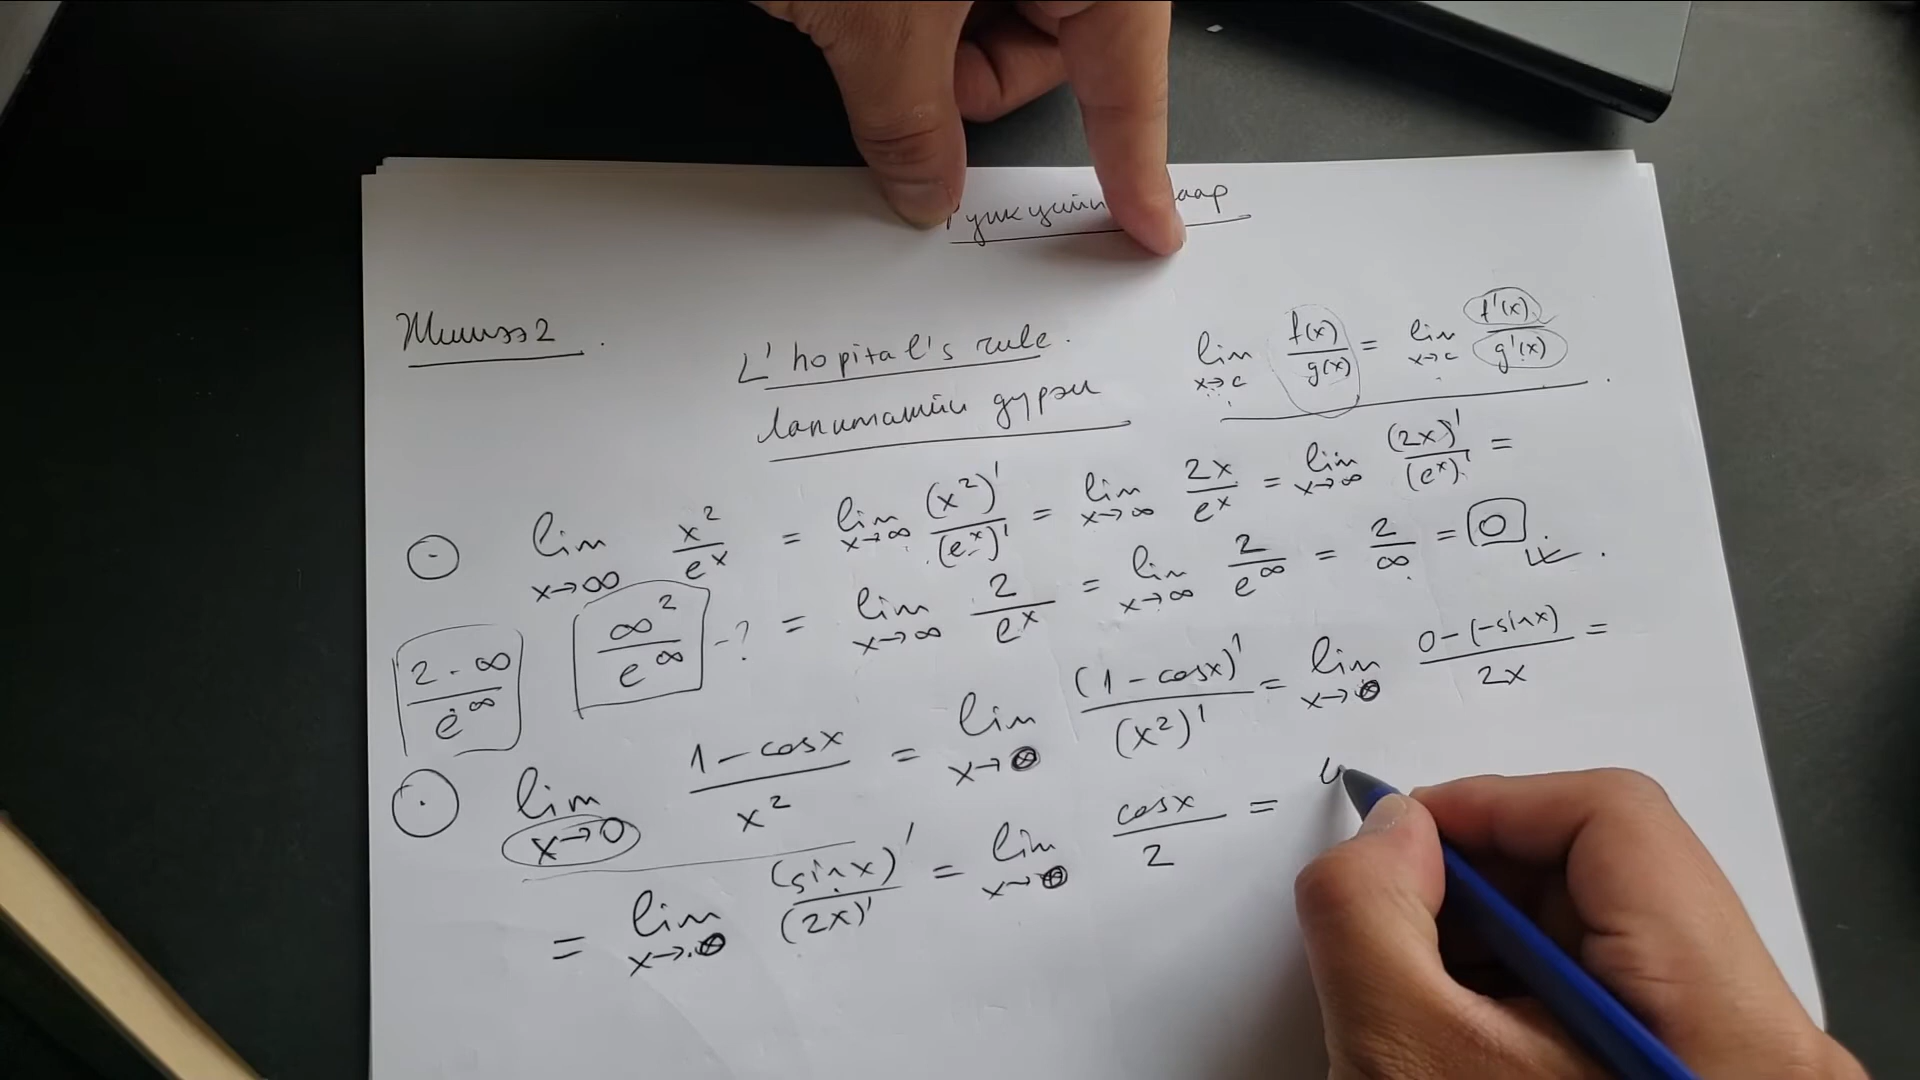 Функцийн
Жишээ 2.
L'hopital's rule.
Лапиталийн дүрэм
lim x→c f(x)/g(x) = lim x→c f'(x)/g'(x).
lim x→∞ x²/eˣ = lim x→∞ (x²)'/(eˣ)' = lim x→∞ 2x/eˣ = lim x→∞ (2x)'/(eˣ)' =
∞²/e^∞ -? = lim x→∞ 2/eˣ = lim x→∞ 2/e^∞ = 2/∞ = 0.
2·∞/e^∞
lim x→0 1-cosx/x² = lim x→0 (1-cosx)'/(x²)' = lim x→0 0-(-sinx)/2x =
= lim x→0 (sinx)'/(2x)' = lim x→0 cosx/2 =